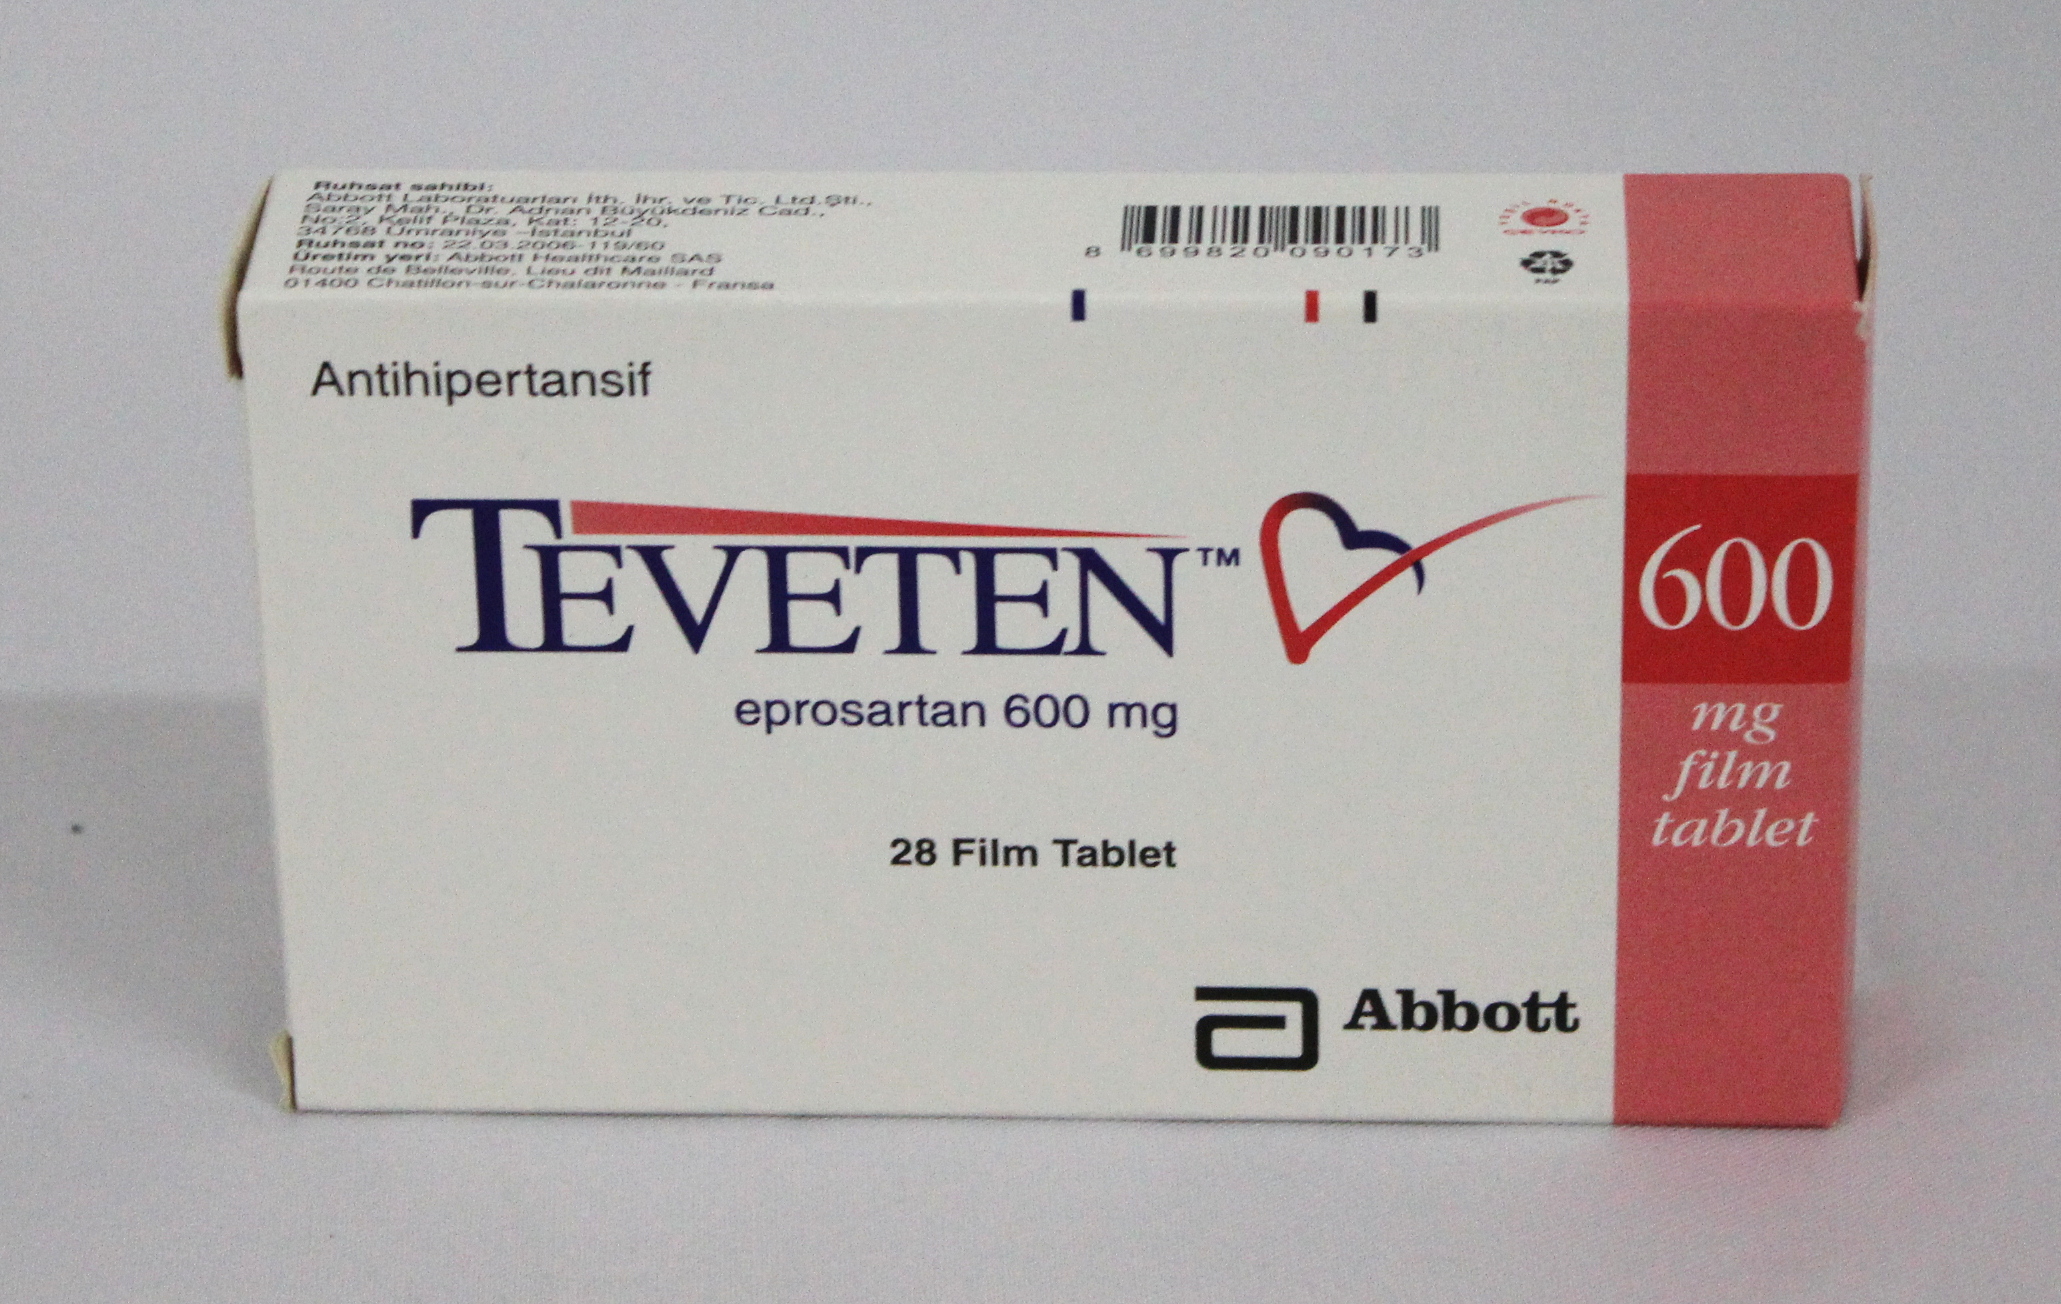 Ruhsat sahibi:
Abbott Laboratuarları İth. İhr. ve Tic. Ltd.Şti.,
Saray Mah., Dr. Adnan Büyükdeniz Cad.,
No:2, Kelif Plaza, Kat: 12-20,
34768 Ümraniye -İstanbul
Ruhsat no: 22.03.2006-119/60
Üretim yeri: Abbott Healthcare SAS
Route de Belleville, Lieu dit Maillard
01400 Chatillon-sur-Chalaronne - Fransa
8 699820 090173
ÇEVKO
PAP
Antihipertansif
TEVETEN™
eprosartan 600 mg
28 Film Tablet
Abbott
600
mg
film
tablet